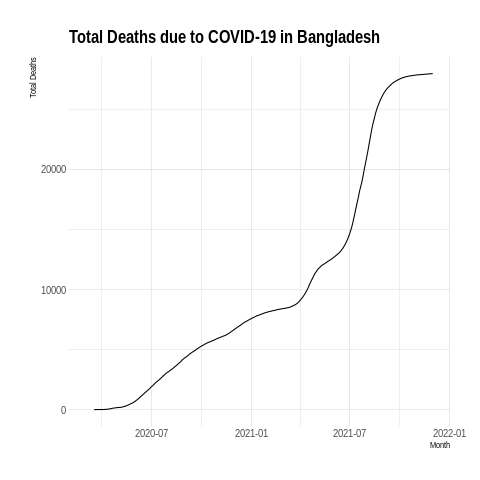 Total Deaths due to COVID-19 in Bangladesh
Total Deaths
20000
10000
0
2020-07
2021-01
2021-07
2022-01
Month